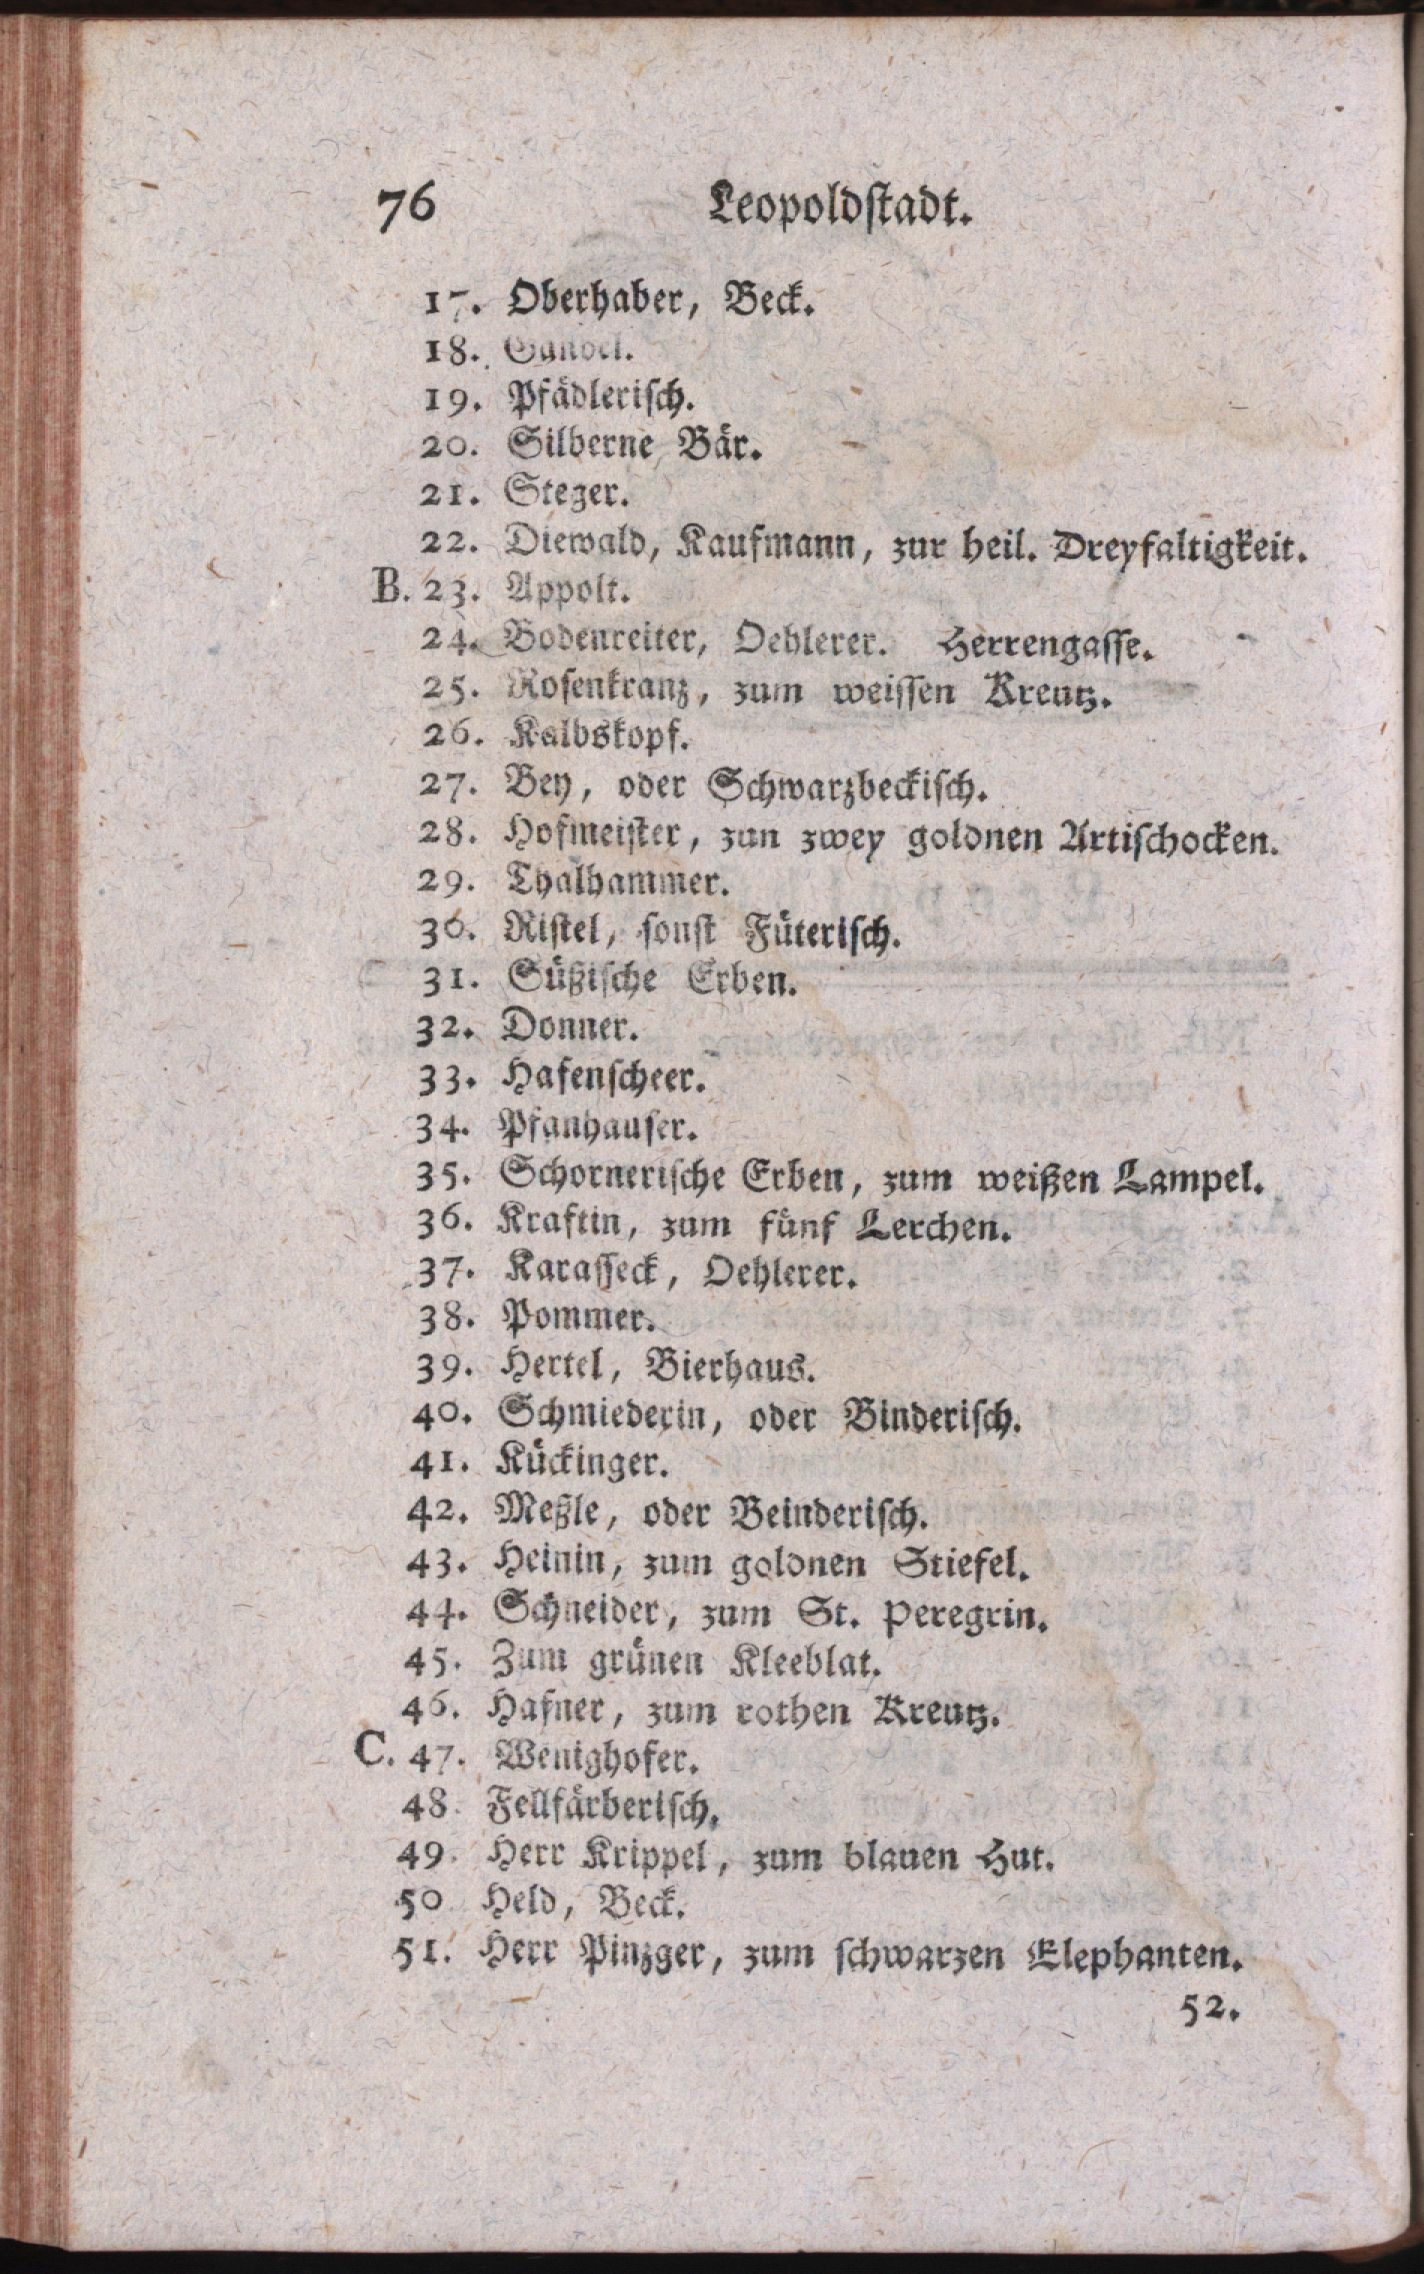 76 Leopoldſtadt.
17. Oberhaber, Beck.
18.
19. Pfädleriſch.
20. Silberne Bär.
21. Steger.
22. Diewald, Kaufmann, zur heil. Dreyfaltigkeit.
B. 23. Appolt.
24. Bodenreiter, Oehlerer. Herrengaſſe.
25. Roſenkranz, zum weiſſen Kreutz.
26. Kalbskopf.
27. Bey, oder Schwarzbeckiſch.
28. Hofmeiſter, zun zwey goldnen Artiſchocken.
29. Thalhammer.
30. Riſtel, ſonſt Füteriſch.
31. Süßiſche Erben.
32. Donner.
33. Haſenſcheer.
34. Pfanhauſer.
35. Schorneriſche Erben, zum weißen Lampel.
36. Kraftin, zum fünf Lerchen.
37. Karaſſeck, Oehlerer.
38. Pommer.
39. Hertel, Bierhaus.
40. Schmiederin, oder Binderiſch.
41. Kückinger.
42. Meßle, oder Beinderiſch.
43. Heinin, zum goldnen Stiefel.
44. Schneider, zum St. Peregrin.
45. Zum grünen Kleeblat.
46. Hafner, zum rothen Kreutz.
C. 47. Wenighofer.
48. Fellfärberiſch.
49. Herr Krippel, zum blauen Hut.
50 Held, Beck.
51. Herr Pinzger, zum ſchwarzen Elephanten.
52.